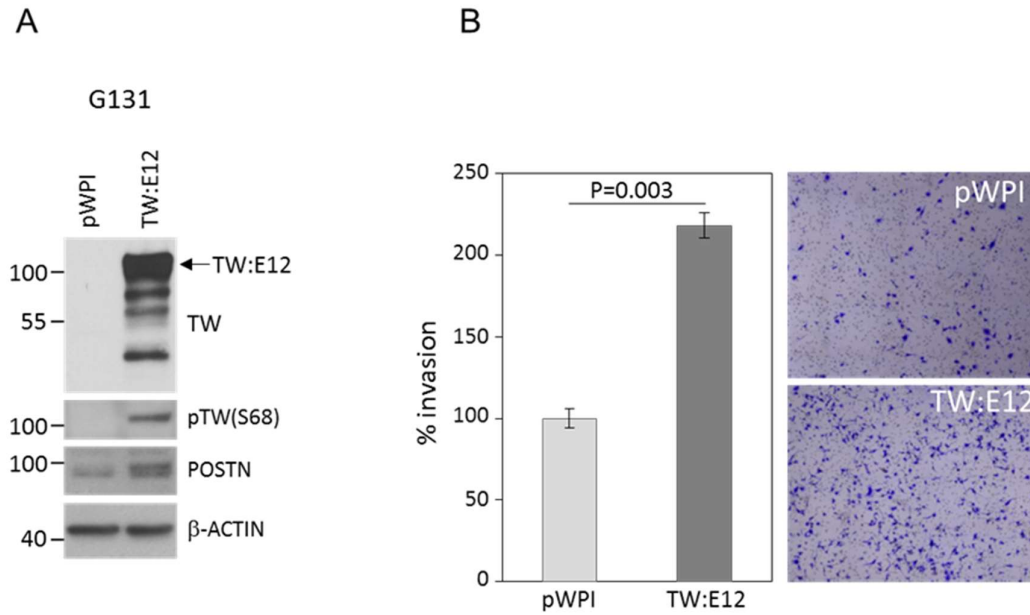 A
G131
pWPI
TW:E12
100
TW:E12
55
TW
100
pTW(S68)
100
POSTN
40
β-ACTIN
B
% invasion
250
200
150
100
50
0
P=0.003
pWPI
TW:E12
pWPI
TW:E12